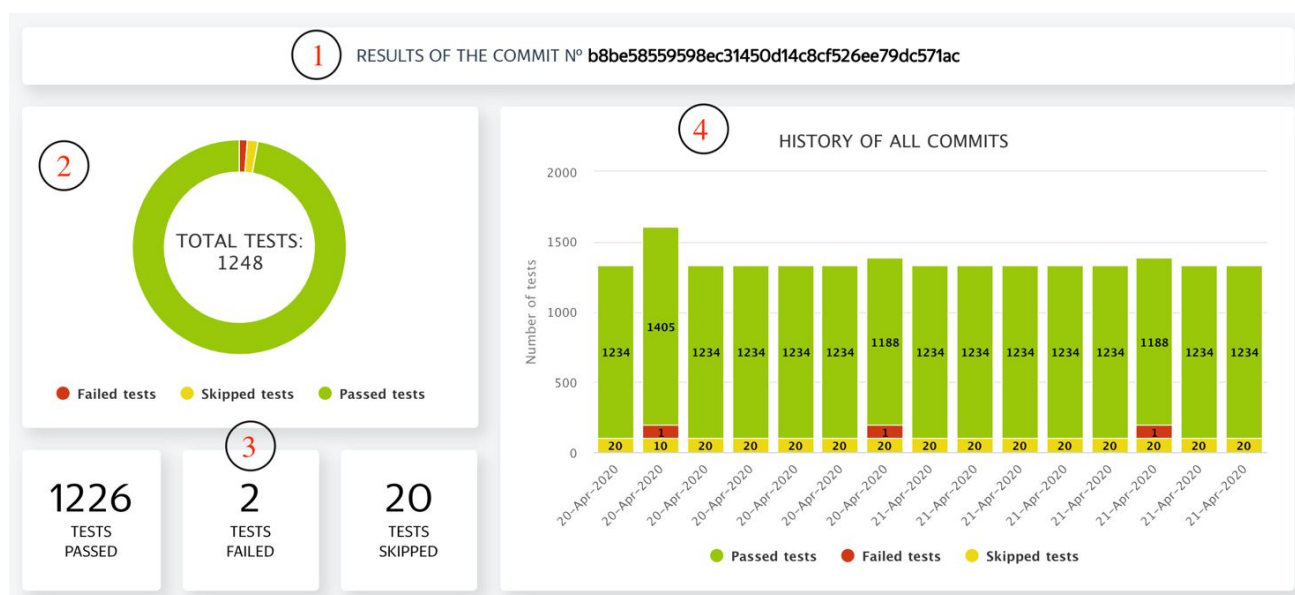 1
RESULTS OF THE COMMIT Nº b8be58559598ec31450d14c8cf526ee79dc571ac
2
TOTAL TESTS:
1248
Failed tests Skipped tests Passed tests
3
1226
TESTS
PASSED
2
TESTS
FAILED
20
TESTS
SKIPPED
4
HISTORY OF ALL COMMITS
Number of tests
2000
1500
1000
500
0
1405
1188 1188
1234 1234 1234 1234 1234 1234 1234 1234 1234 1234 1234
1 1 1
20 10 20 20 20 20 20 20 20 20 20 20 20 20 20
20-Apr-2020 20-Apr-2020 20-Apr-2020 20-Apr-2020 20-Apr-2020 20-Apr-2020 20-Apr-2020 21-Apr-2020 21-Apr-2020 21-Apr-2020 21-Apr-2020 21-Apr-2020 21-Apr-2020 21-Apr-2020 21-Apr-2020
Passed tests Failed tests Skipped tests